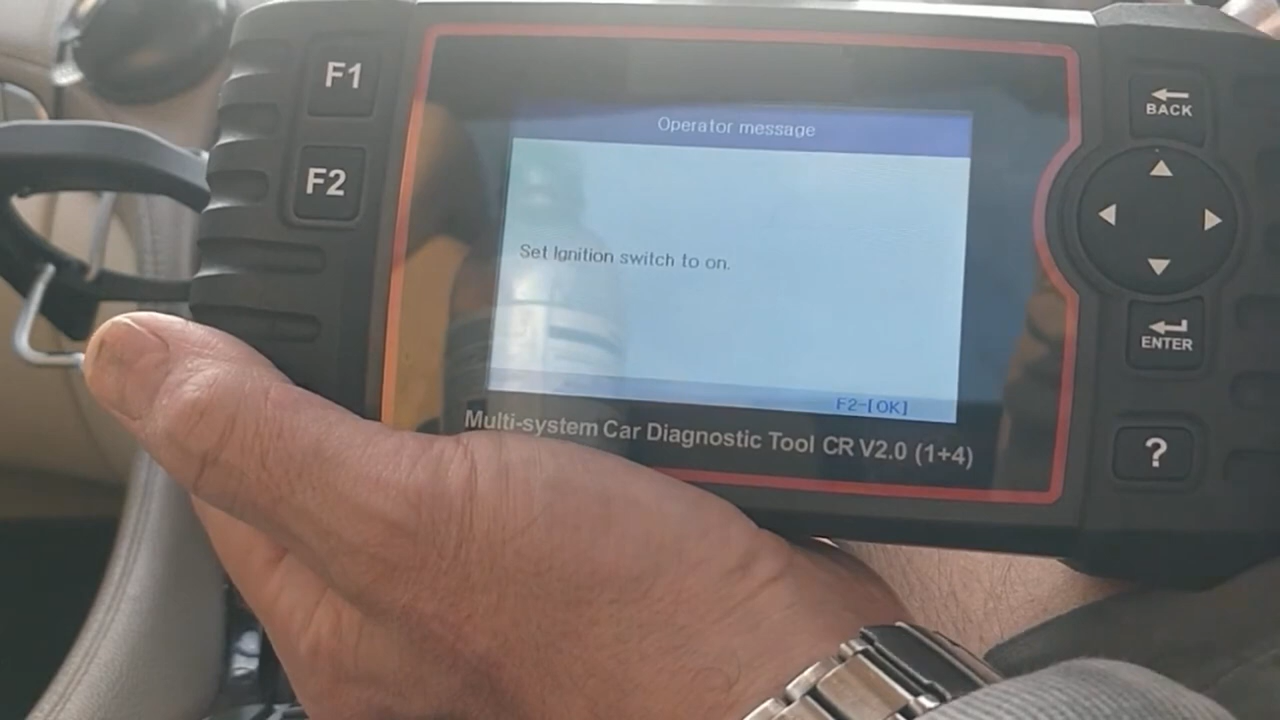 F1
F2
Operator message
Set Ignition switch to on.
F2-[OK]
Multi-system Car Diagnostic Tool CR V2.0 (1+4)
BACK
ENTER
?